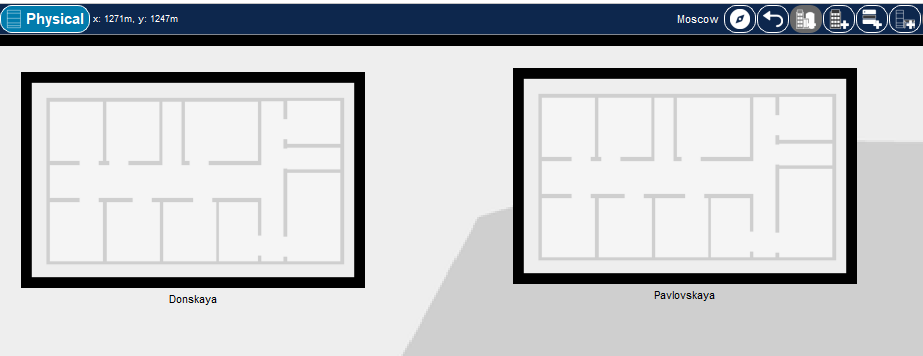 Physical x: 1271m, y: 1247m Moscow
Donskaya
Pavlovskaya